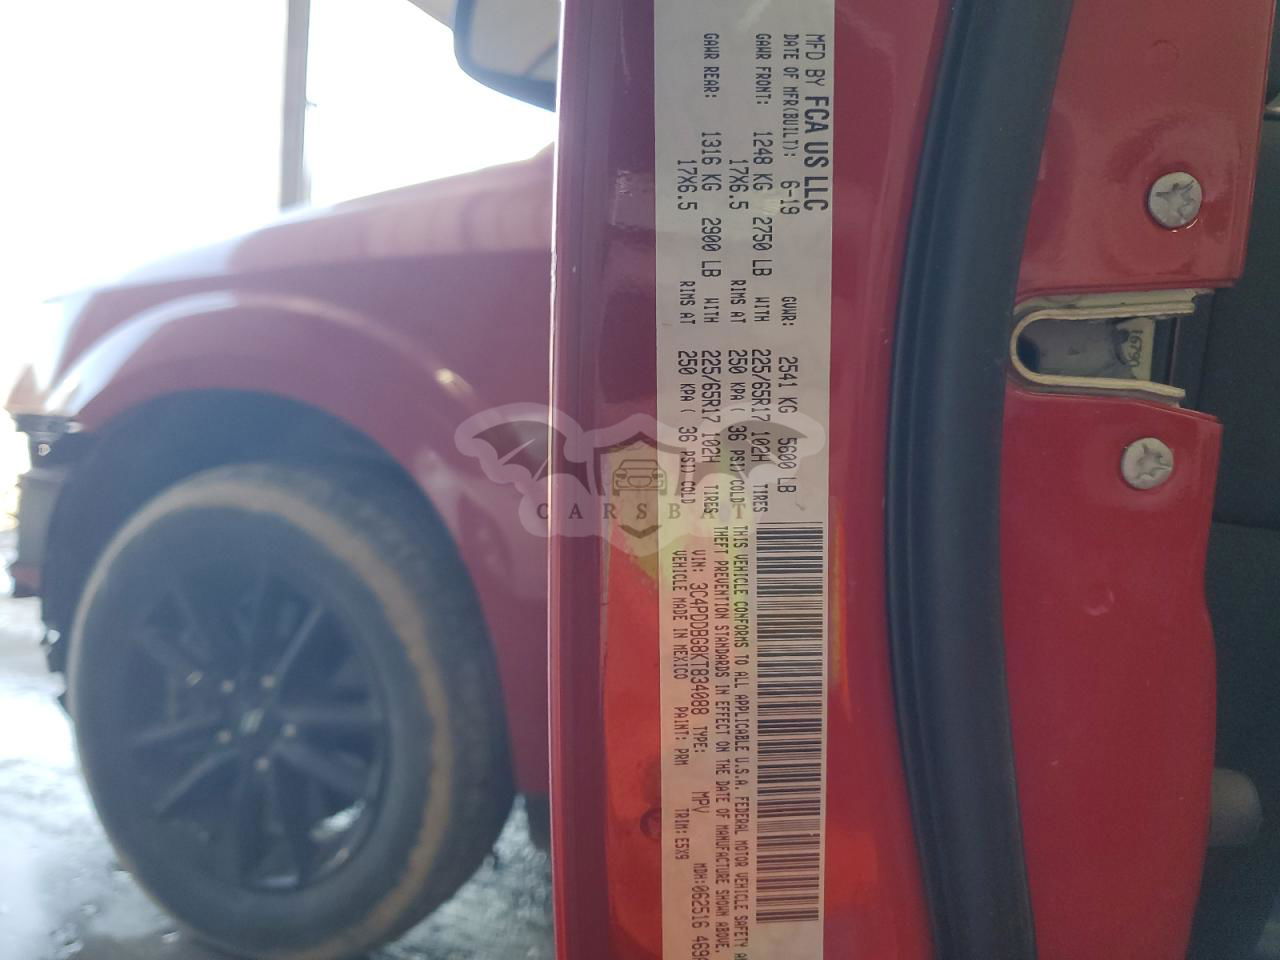 MFD BY FCA US LLC
DATE OF MFR(BUILT): 6-19 GVWR: 2541 KG 5600 LB
GAWR FRONT: 1248 KG 2750 LB WITH 225/65R17 102H TIRES
17X6.5 RIMS AT 250 KPA ( 36 PSI) COLD
GAWR REAR: 1316 KG 2900 LB WITH 225/65R17 102H TIRES
17X6.5 RIMS AT 250 KPA ( 36 PSI) COLD
THIS VEHICLE CONFORMS TO ALL APPLICABLE U.S.A. FEDERAL MOTOR VEHICLE SAFETY
THEFT PREVENTION STANDARDS IN EFFECT ON THE DATE OF MANUFACTURE SHOWN ABOVE.
VIN: 3C4PDDBG8KT834088 TYPE: MPV MDH:062516 469
VEHICLE MADE IN MEXICO PAINT: PRM TRIM: E5X9
CARSBAT